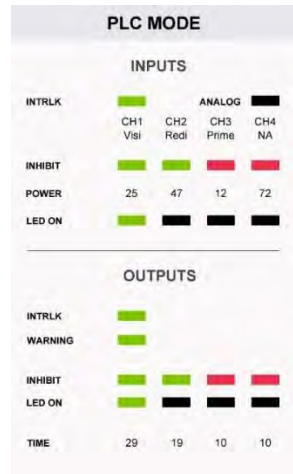 PLC MODE
INPUTS
INTRLK ANALOG
CH1 CH2 CH3 CH4
Visi Redi Prime NA
INHIBIT
POWER 25 47 12 72
LED ON
OUTPUTS
INTRLK
WARNING
INHIBIT
LED ON
TIME 29 19 10 10